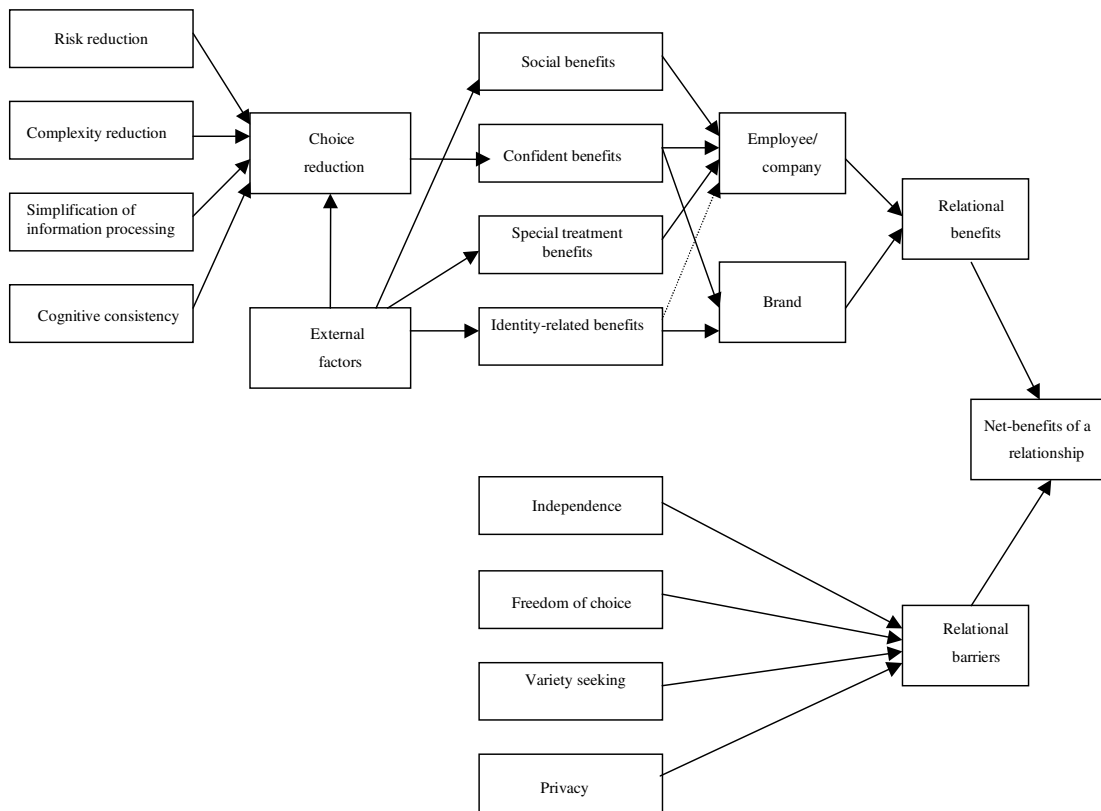 Risk reduction
Complexity reduction
Simplification of
information processing
Cognitive consistency
Choice
reduction
External
factors
Social benefits
Confident benefits
Special treatment
benefits
Identity-related benefits
Employee/
company
Brand
Relational
benefits
Net-benefits of a
relationship
Independence
Freedom of choice
Variety seeking
Privacy
Relational
barriers